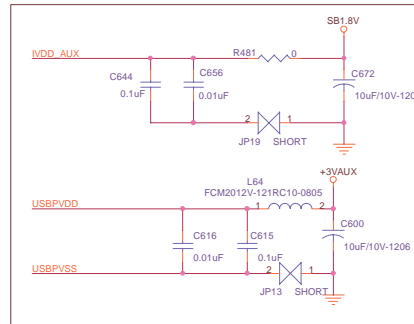 SB1.8V
IVDD_AUX
R481 0
C644
0.1uF
C656
0.01uF
C672
10uF/10V-120
2 1
JP19 SHORT
+3VAUX
L64
FCM2012V-121RC10-0805
USBPVDD
1 2
C616
0.01uF
C615
0.1uF
C600
10uF/10V-1206
USBPVSS
2 1
JP13 SHORT